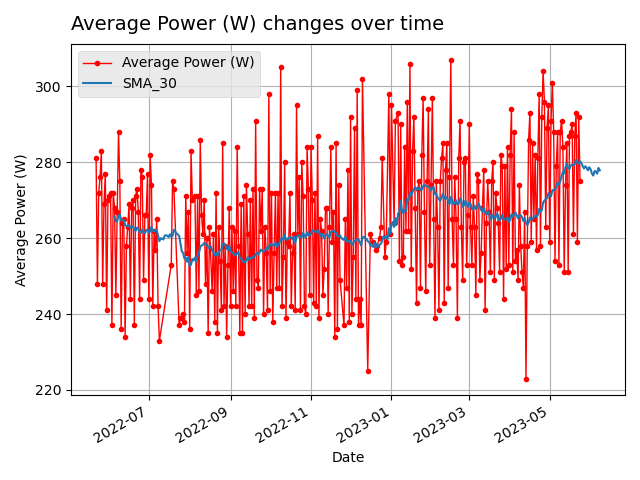 Average Power (W) changes over time
Average Power (W)
SMA_30
Average Power (W)
300
280
260
240
220
2022-07
2022-09
2022-11
2023-01
2023-03
2023-05
Date